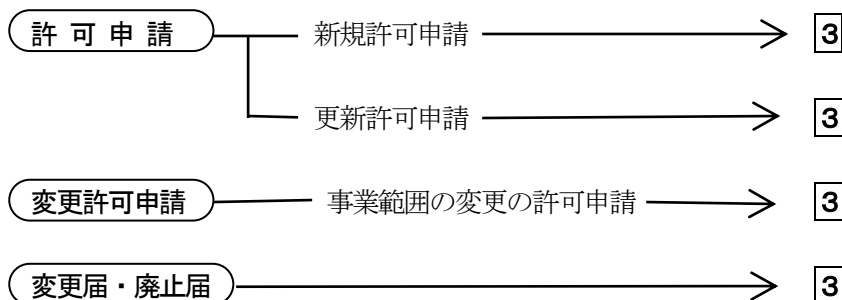 許可申請 新規許可申請 3
更新許可申請 3
変更許可申請 事業範囲の変更の許可申請 3
変更届・廃止届 3